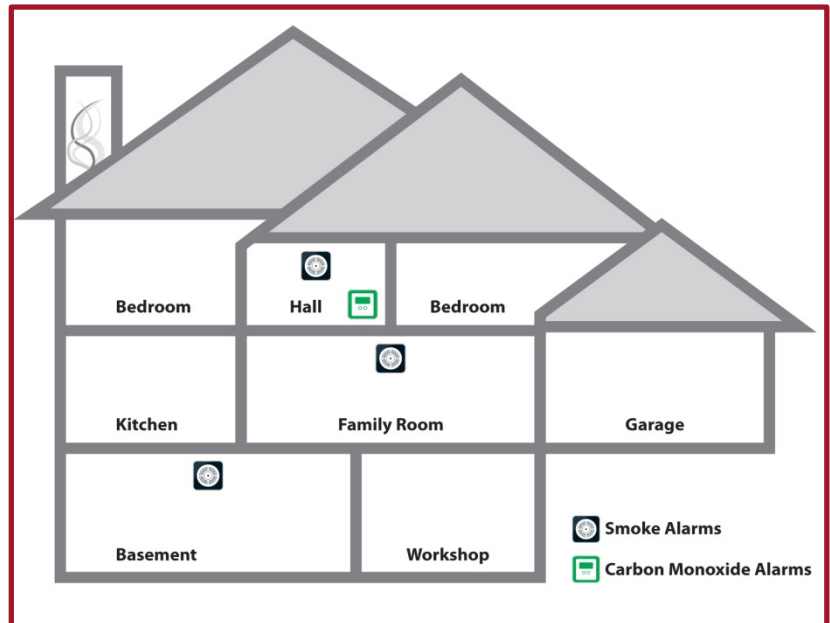 Bedroom
Hall
Bedroom
Kitchen
Family Room
Garage
Basement
Workshop
Smoke Alarms
Carbon Monoxide Alarms